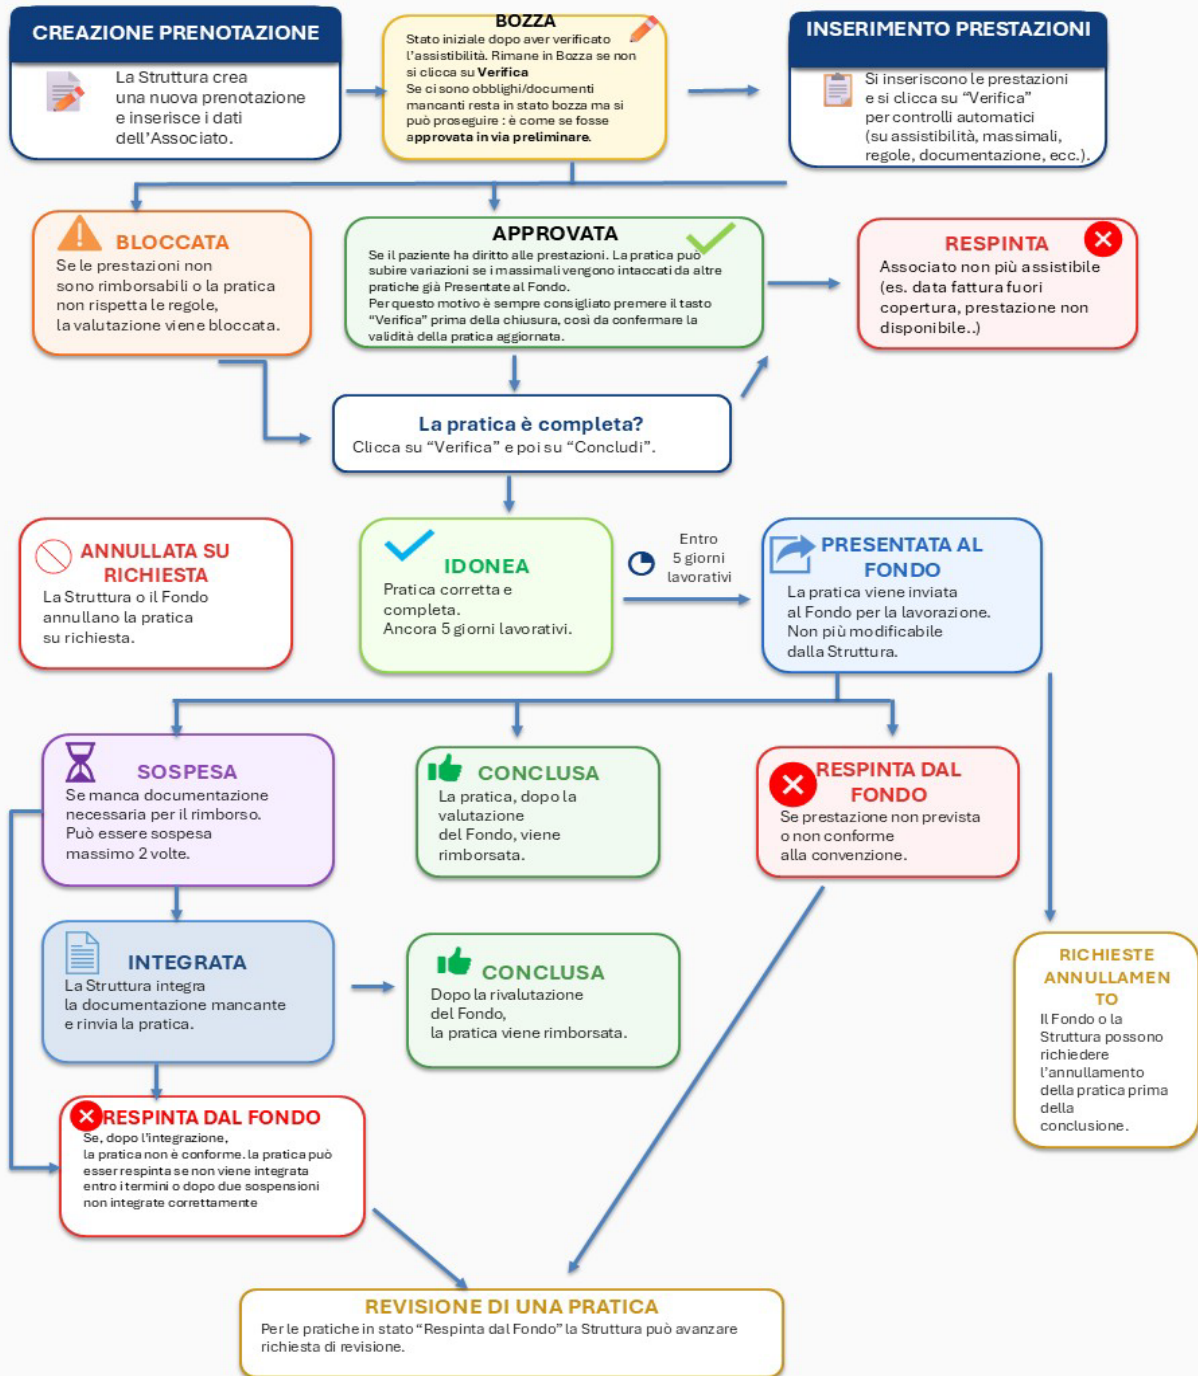 CREAZIONE PRENOTAZIONE
La Struttura crea
una nuova prenotazione
e inserisce i dati
dell'Associato.
BOZZA
Stato iniziale dopo aver verificato
l'assistibilità. Rimane in Bozza se non
si clicca su Verifica
Se ci sono obblighi/documenti
mancanti resta in stato bozza ma si
può proseguire : è come se fosse
approvata in via preliminare.
INSERIMENTO PRESTAZIONI
Si inseriscono le prestazioni
e si clicca su "Verifica"
per controlli automatici
(su assistibilità, massimali,
regole, documentazione, ecc.).
BLOCCATA
Se le prestazioni non
sono rimborsabili o la pratica
non rispetta le regole,
la valutazione viene bloccata.
APPROVATA
Se il paziente ha diritto alle prestazioni. La pratica può
subire variazioni se i massimali vengono intaccati da altre
pratiche già Presentate al Fondo.
Per questo motivo è sempre consigliato premere il tasto
"Verifica" prima della chiusura, così da confermare la
validità della pratica aggiornata.
RESPINTA
Associato non più assistibile
(es. data fattura fuori
copertura, prestazione non
disponibile..)
La pratica è completa?
Clicca su "Verifica" e poi su "Concludi".
ANNULLATA SU
RICHIESTA
La Struttura o il Fondo
annullano la pratica
su richiesta.
IDONEA
Pratica corretta e
completa.
Ancora 5 giorni lavorativi.
Entro
5 giorni
lavorativi
PRESENTATA AL
FONDO
La pratica viene inviata
al Fondo per la lavorazione.
Non più modificabile
dalla Struttura.
SOSPESA
Se manca documentazione
necessaria per il rimborso.
Può essere sospesa
massimo 2 volte.
CONCLUSA
La pratica, dopo la
valutazione
del Fondo, viene
rimborsata.
RESPINTA DAL
FONDO
Se prestazione non prevista
o non conforme
alla convenzione.
INTEGRATA
La Struttura integra
la documentazione mancante
e rinvia la pratica.
CONCLUSA
Dopo la rivalutazione
del Fondo,
la pratica viene rimborsata.
RICHIESTE
ANNULLAMEN
TO
Il Fondo o la
Struttura possono
richiedere
l'annullamento
della pratica prima
della
conclusione.
RESPINTA DAL FONDO
Se, dopo l'integrazione,
la pratica non è conforme. la pratica può
esser respinta se non viene integrata
entro i termini o dopo due sospensioni
non integrate correttamente
REVISIONE DI UNA PRATICA
Per le pratiche in stato "Respinta dal Fondo" la Struttura può avanzare
richiesta di revisione.